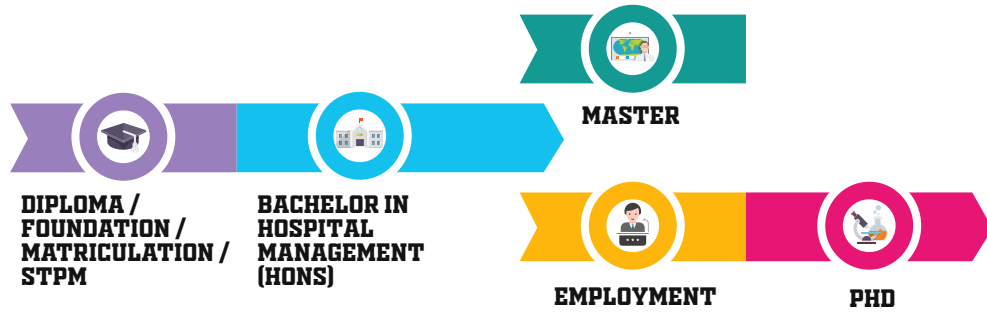 DIPLOMA /
FOUNDATION /
MATRICULATION /
STPM
BACHELOR IN
HOSPITAL
MANAGEMENT
(HONS)
MASTER
EMPLOYMENT
PHD